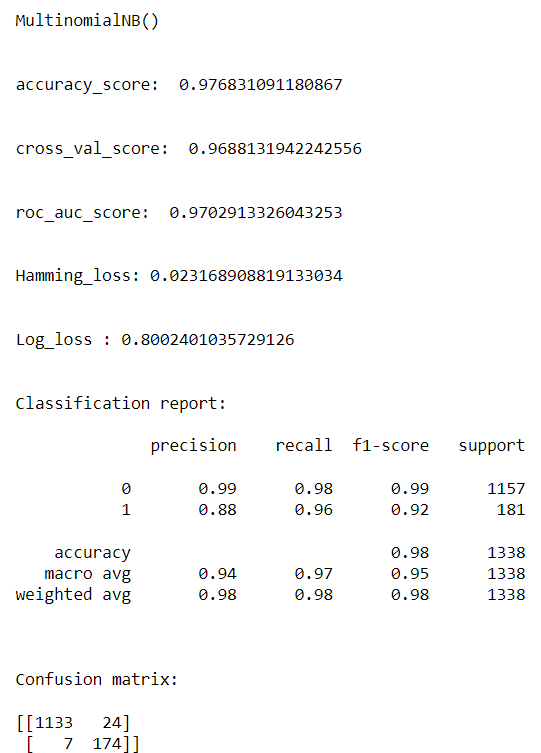 MultinomialNB()
accuracy_score:  0.976831091180867
cross_val_score:  0.9688131942242556
roc_auc_score:  0.9702913326043253
Hamming_loss: 0.023168908819133034
Log_loss : 0.8002401035729126
Classification report:
              precision    recall  f1-score   support
           0       0.99      0.98      0.99      1157
           1       0.88      0.96      0.92       181
    accuracy                           0.98      1338
   macro avg       0.94      0.97      0.95      1338
weighted avg       0.98      0.98      0.98      1338
Confusion matrix:
[[1133   24]
 [   7  174]]